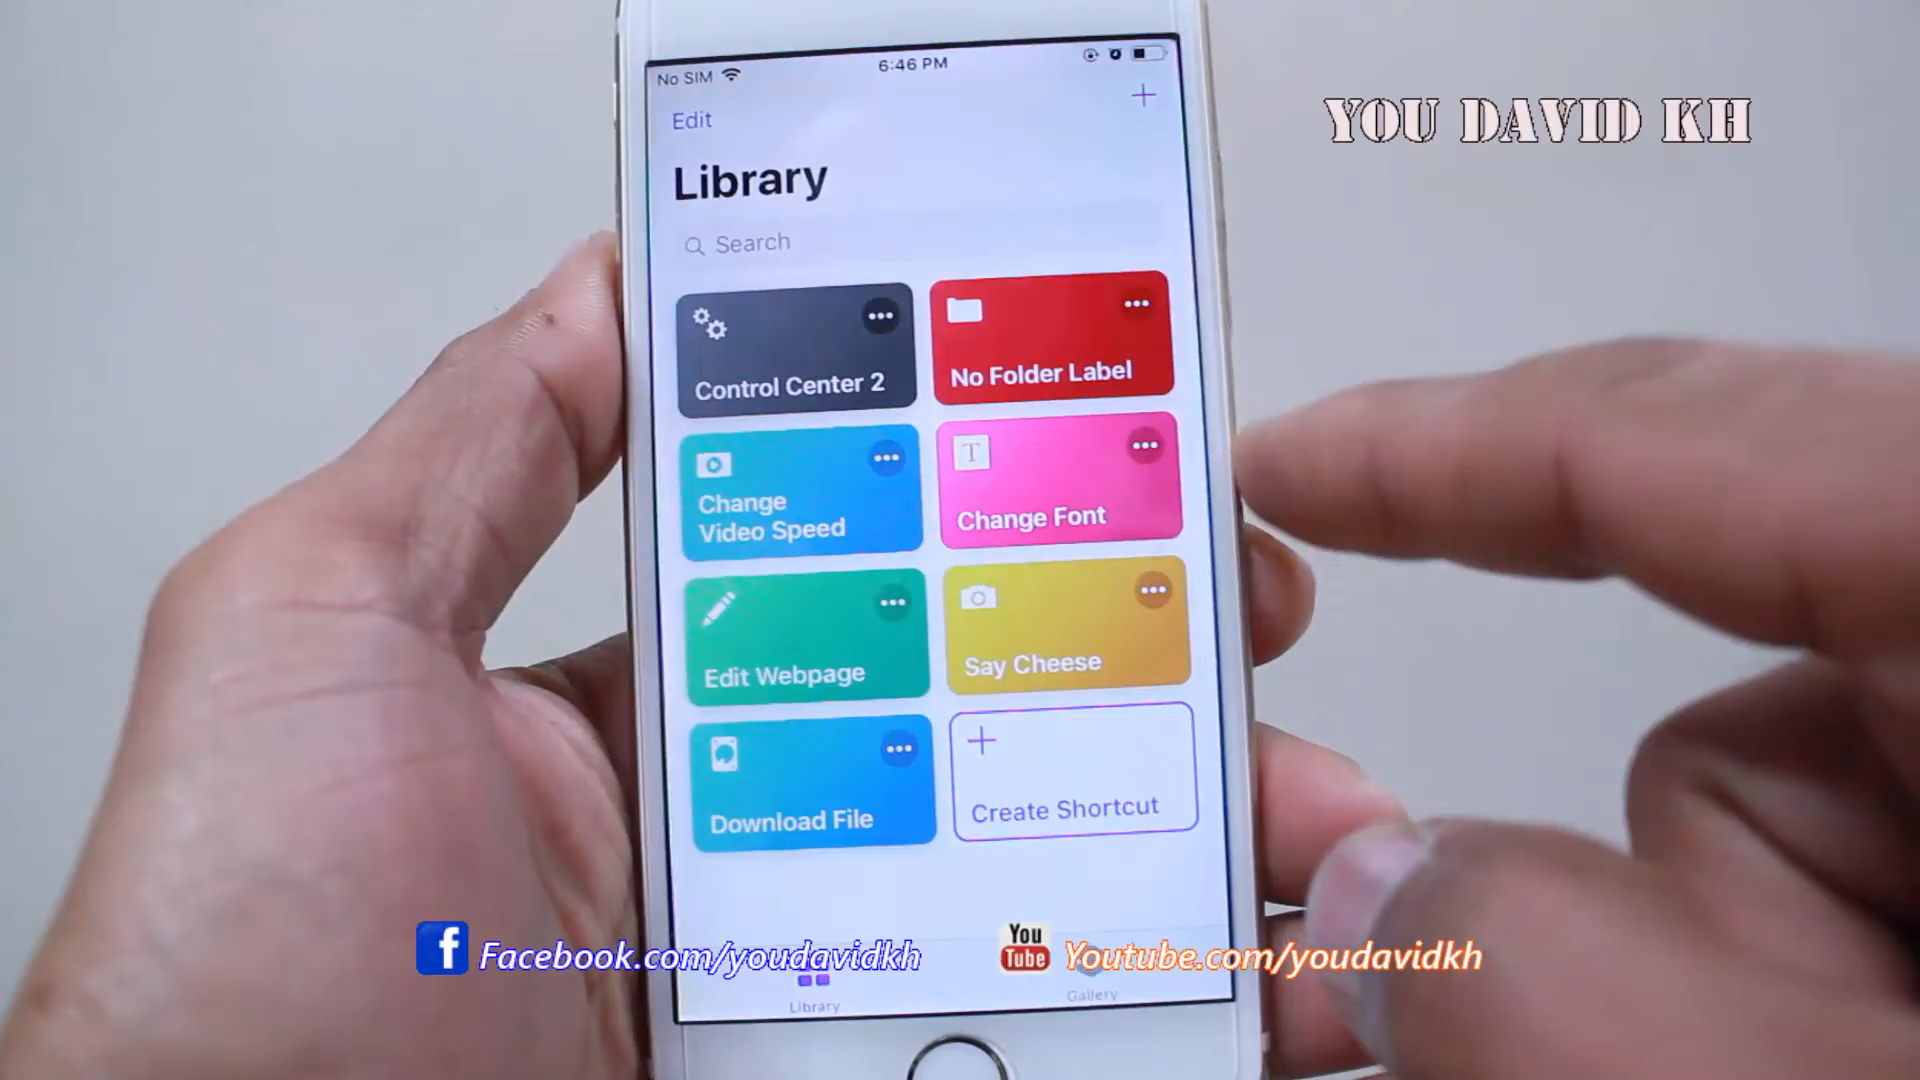 No SIM
6:46 PM
Edit
YOU DAVID KH
Library
Search
Control Center 2
No Folder Label
Change
Video Speed
T
Change Font
Edit Webpage
Say Cheese
Download File
Create Shortcut
f Facebook.com/youdavidkh
You
Tube
Youtube.com/youdavidkh
Library
Gallery